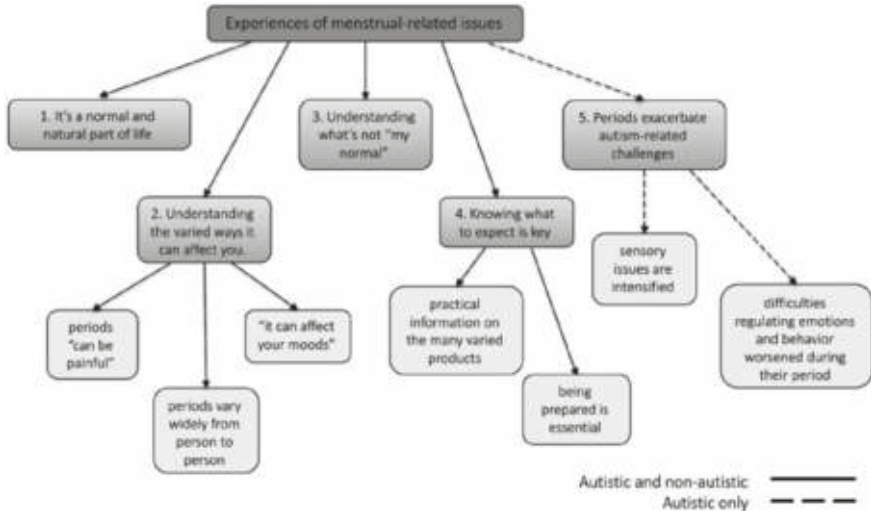 Experiences of menstrual-related issues
1. It's a normal and
natural part of life
3. Understanding
what's not "my
normal"
5. Periods exacerbate
autism-related
challenges
2. Understanding
the varied ways it
can affect you.
4. Knowing what
to expect is key
sensory
issues are
intensified
periods
"can be
painful"
"it can affect
your moods"
practical
information on
the many varied
products
difficulties
regulating emotions
and behavior
worsened during
their period
periods vary
widely from
person to
person
being
prepared is
essential
Autistic and non-autistic
Autistic only